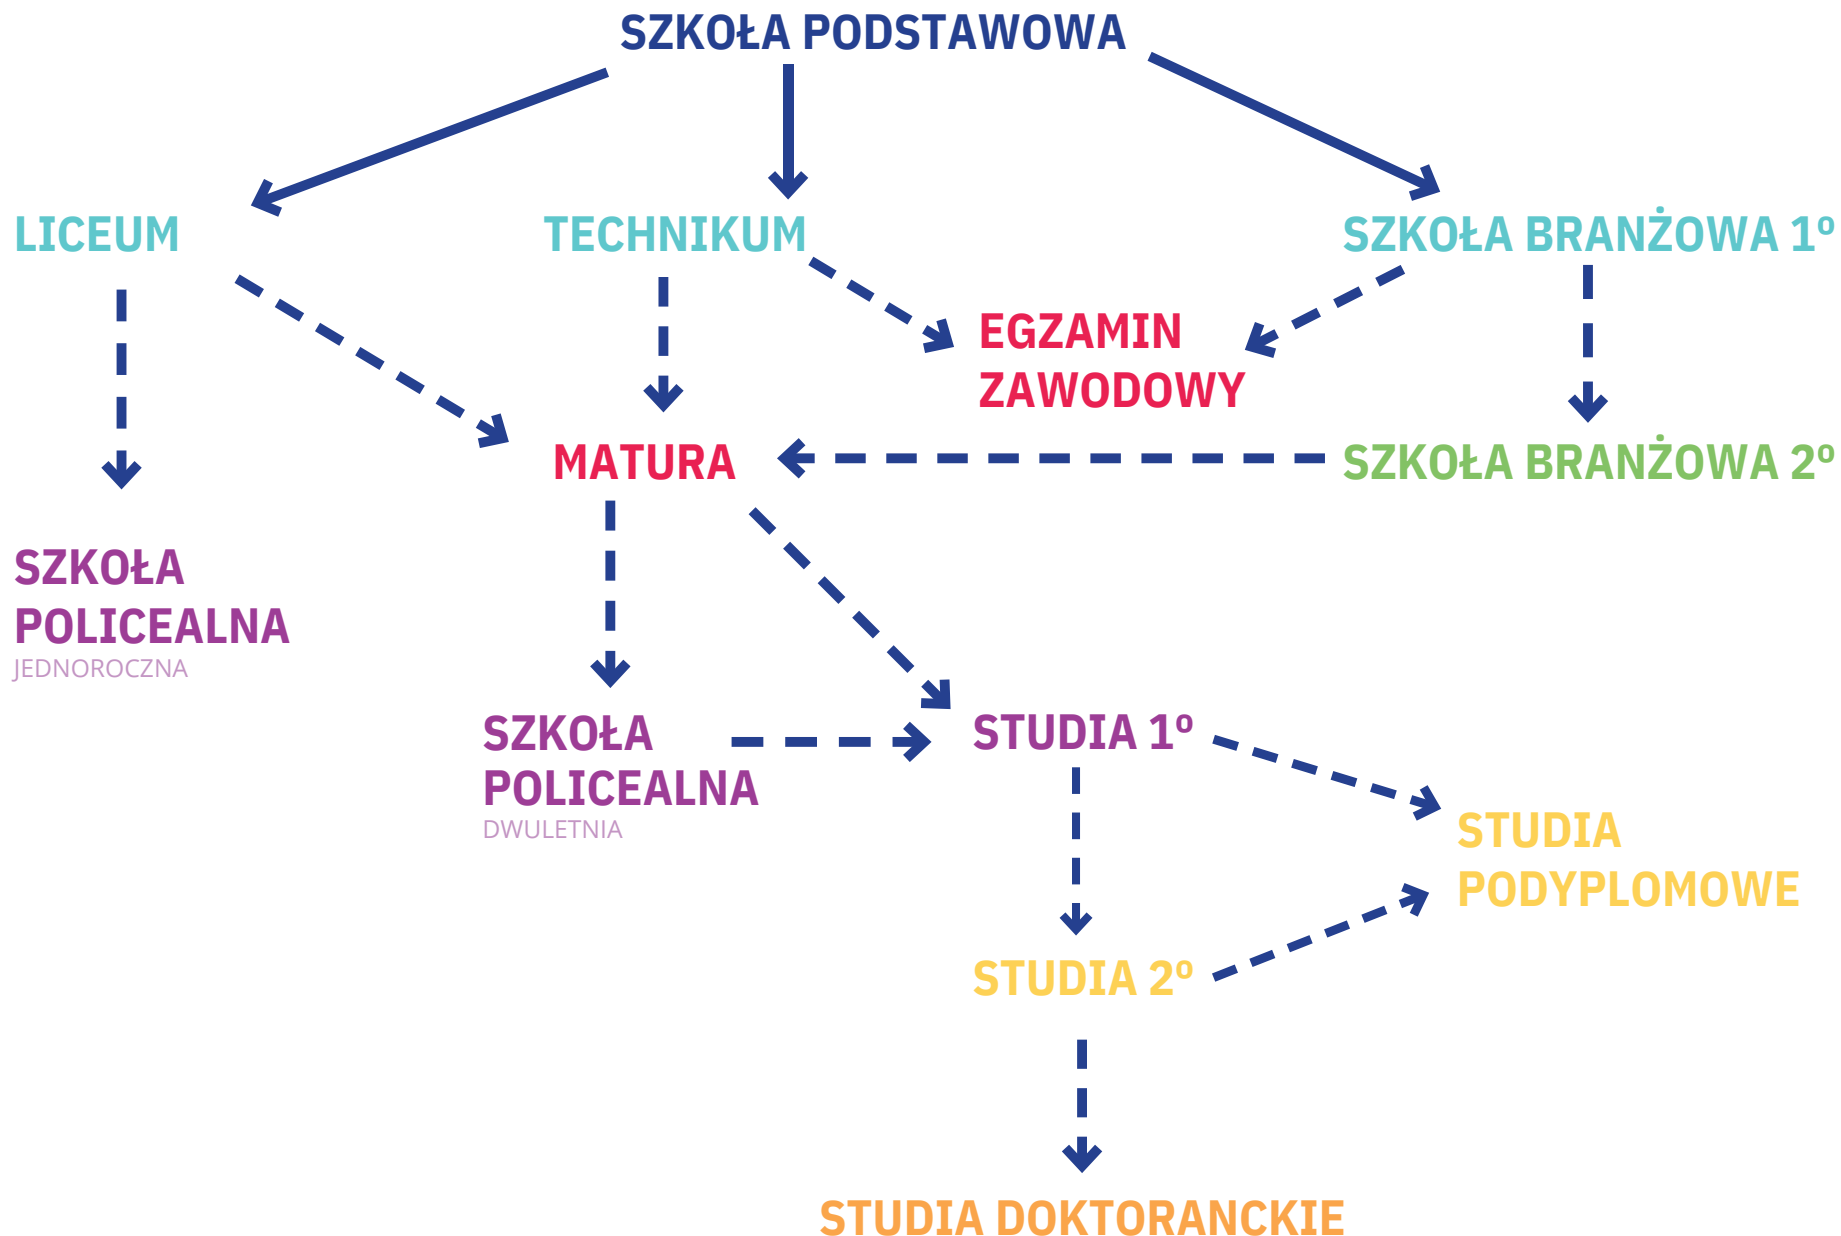 SZKOŁA PODSTAWOWA
LICEUM
TECHNIKUM
SZKOŁA BRANŻOWA 1º
EGZAMIN
ZAWODOWY
MATURA
SZKOŁA BRANŻOWA 2º
SZKOŁA
POLICEALNA
JEDNOROCZNA
SZKOŁA
POLICEALNA
DWULETNIA
STUDIA 1º
STUDIA
PODYPLOMOWE
STUDIA 2º
STUDIA DOKTORANCKIE